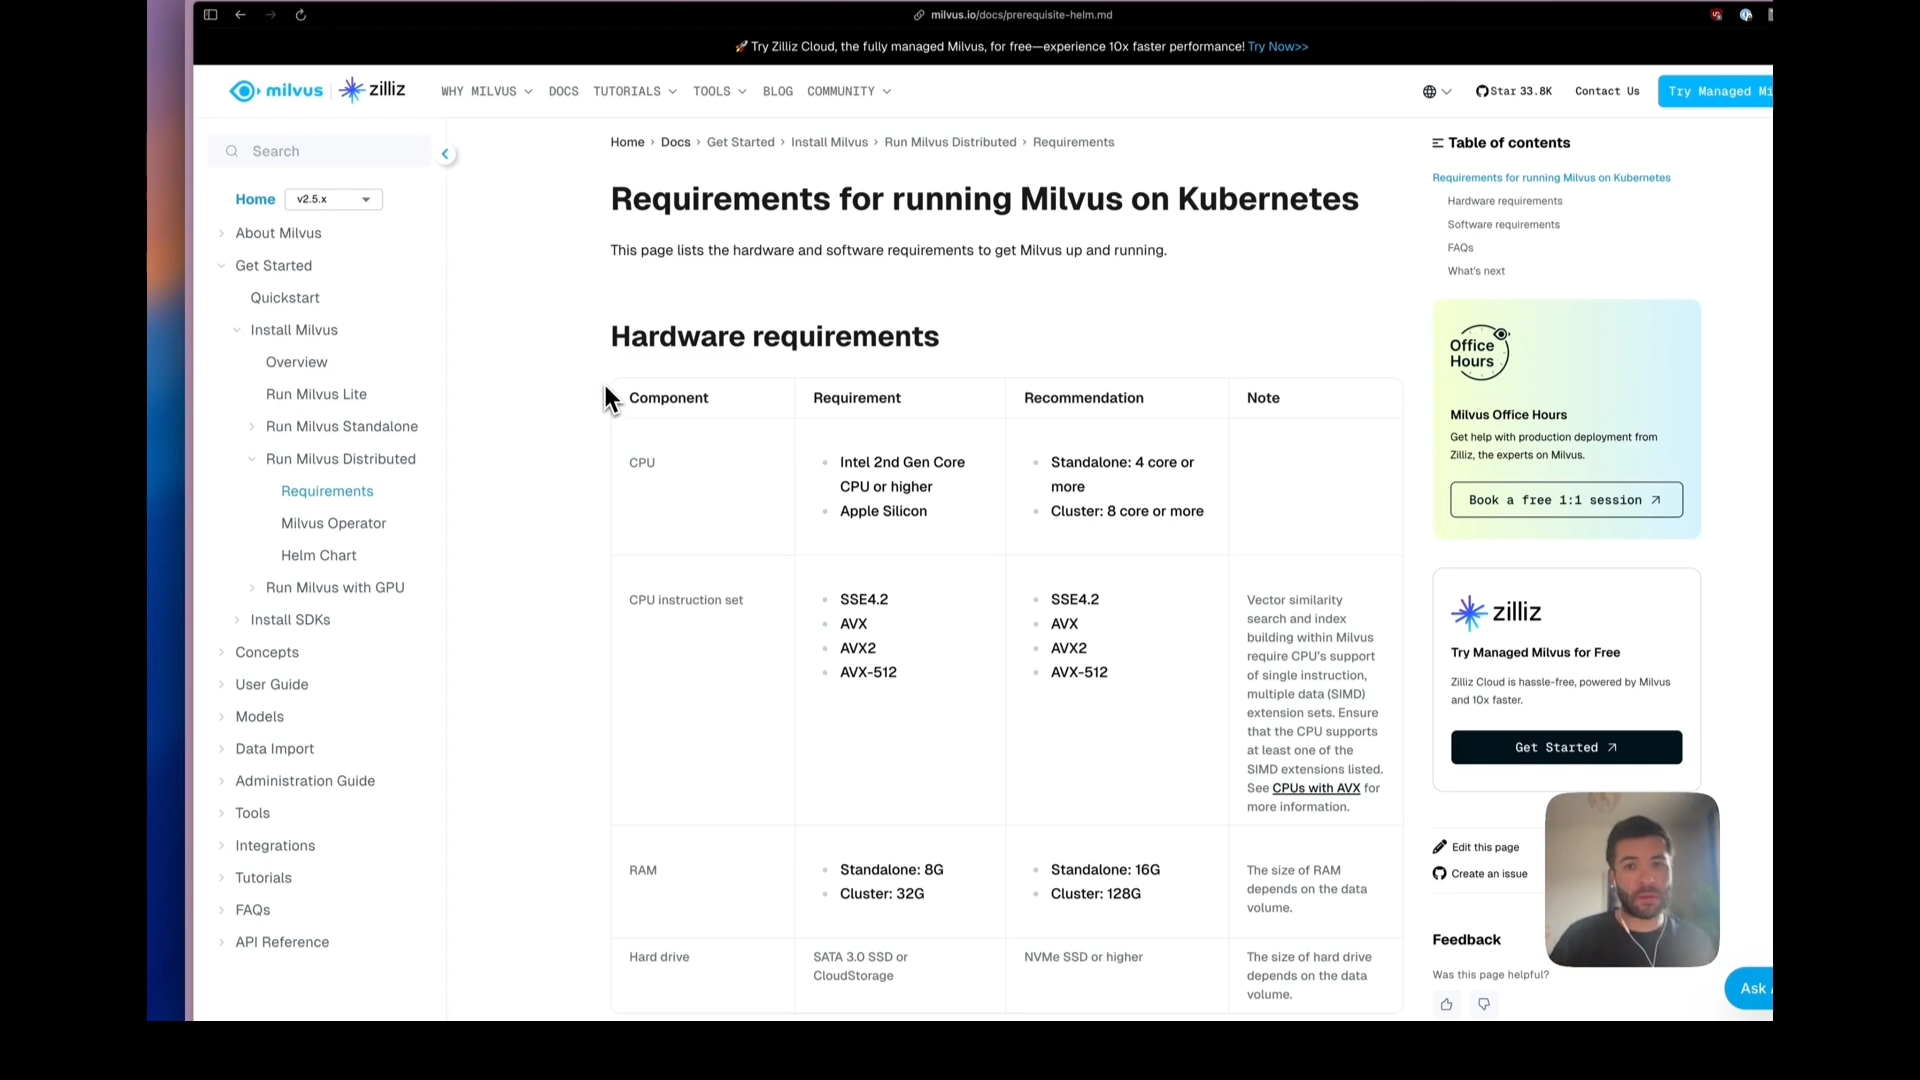 milvus.io/docs/prerequisite-helm.md
🚀 Try Zilliz Cloud, the fully managed Milvus, for free—experience 10x faster performance! Try Now>>
milvus | zilliz
WHY MILVUS
DOCS
TUTORIALS
TOOLS
BLOG
COMMUNITY
Star 33.8K
Contact Us
Try Managed Mi
Search
Home
v2.5.x
About Milvus
Get Started
Quickstart
Install Milvus
Overview
Run Milvus Lite
Run Milvus Standalone
Run Milvus Distributed
Requirements
Milvus Operator
Helm Chart
Run Milvus with GPU
Install SDKs
Concepts
User Guide
Models
Data Import
Administration Guide
Tools
Integrations
Tutorials
FAQs
API Reference
Home › Docs › Get Started › Install Milvus › Run Milvus Distributed › Requirements
Requirements for running Milvus on Kubernetes
This page lists the hardware and software requirements to get Milvus up and running.
Hardware requirements
Component
Requirement
Recommendation
Note
CPU
Intel 2nd Gen Core
CPU or higher
Apple Silicon
Standalone: 4 core or
more
Cluster: 8 core or more
CPU instruction set
SSE4.2
AVX
AVX2
AVX-512
SSE4.2
AVX
AVX2
AVX-512
Vector similarity
search and index
building within Milvus
require CPU's support
of single instruction,
multiple data (SIMD)
extension sets. Ensure
that the CPU supports
at least one of the
SIMD extensions listed.
See CPUs with AVX for
more information.
RAM
Standalone: 8G
Cluster: 32G
Standalone: 16G
Cluster: 128G
The size of RAM
depends on the data
volume.
Hard drive
SATA 3.0 SSD or
CloudStorage
NVMe SSD or higher
The size of hard drive
depends on the data
volume.
Table of contents
Requirements for running Milvus on Kubernetes
Hardware requirements
Software requirements
FAQs
What's next
Office
Hours
Milvus Office Hours
Get help with production deployment from
Zilliz, the experts on Milvus.
Book a free 1:1 session
zilliz
Try Managed Milvus for Free
Zilliz Cloud is hassle-free, powered by Milvus
and 10x faster.
Get Started
Edit this page
Create an issue
Feedback
Was this page helpful?
Ask